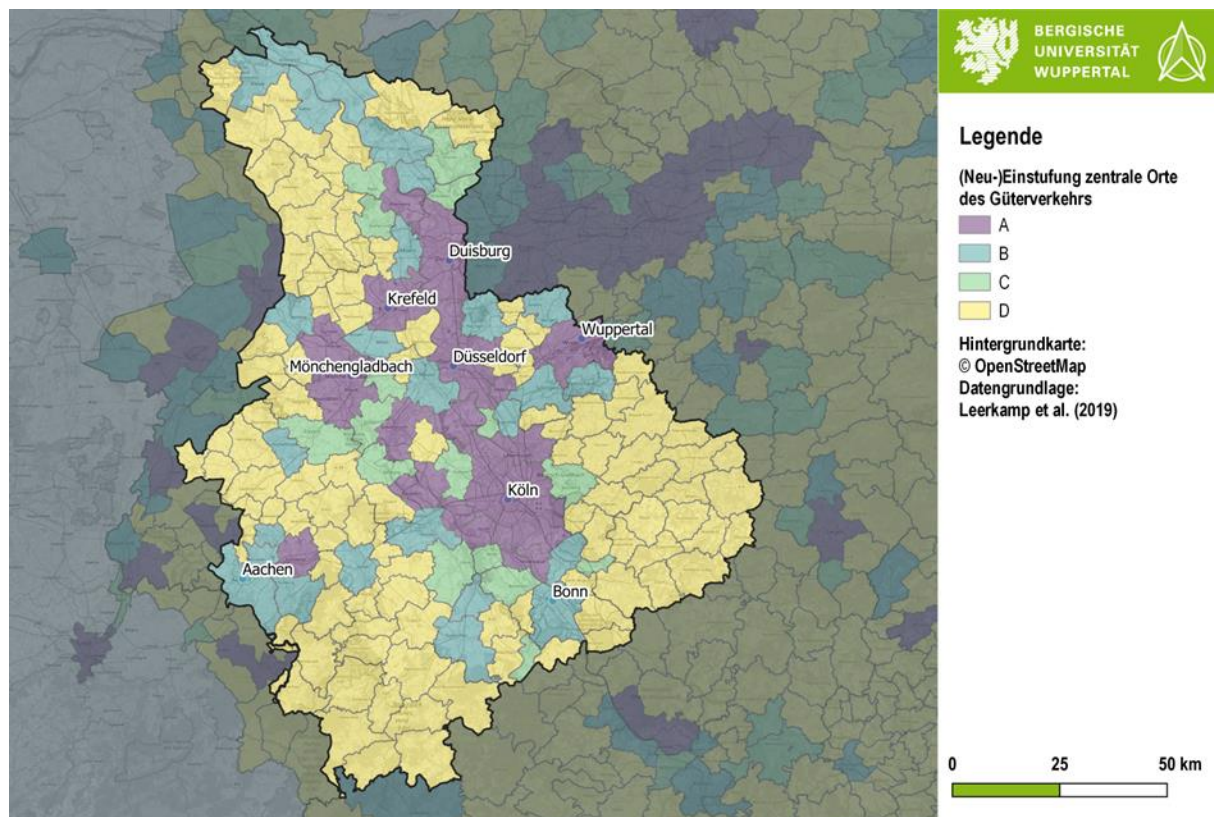 BERGISCHE
UNIVERSITÄT
WUPPERTAL
Legende
(Neu-)Einstufung zentrale Orte
des Güterverkehrs
A
B
C
D
Hintergrundkarte:
© OpenStreetMap
Datengrundlage:
Leerkamp et al. (2019)
Duisburg
Krefeld
Wuppertal
Düsseldorf
Mönchengladbach
Köln
Aachen
Bonn
0 25 50 km